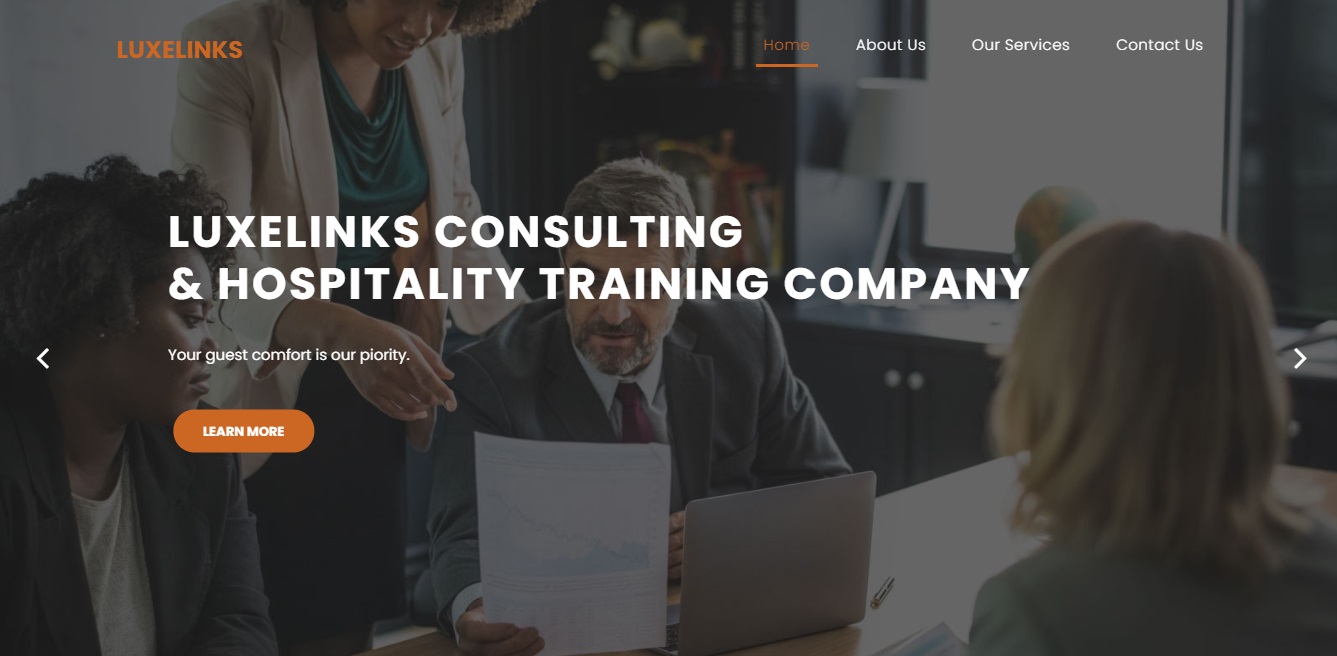 LUXELINKS
Home About Us Our Services Contact Us
LUXELINKS CONSULTING
& HOSPITALITY TRAINING COMPANY
Your guest comfort is our piority.
LEARN MORE